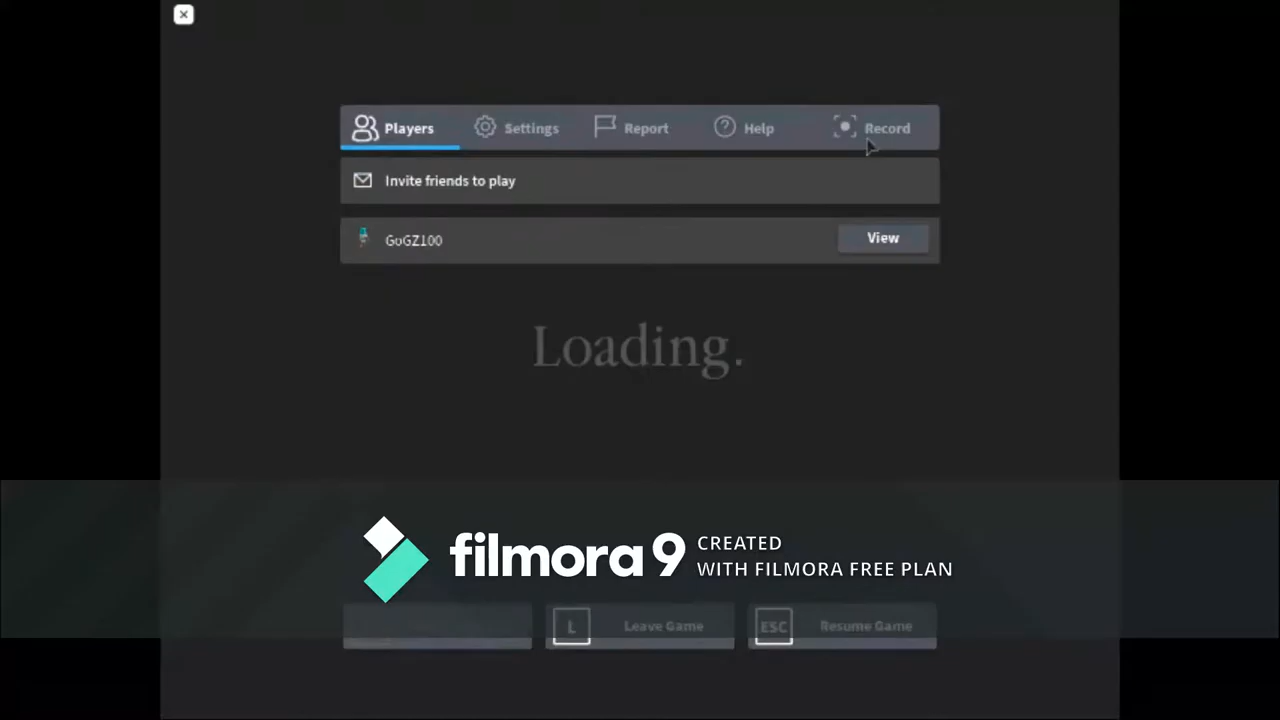 Players
Settings
Report
Help
Record
Invite friends to play
GoGZ100
View
Loading.
filmora 9
CREATED
WITH FILMORA FREE PLAN
L
Leave Game
ESC
Resume Game